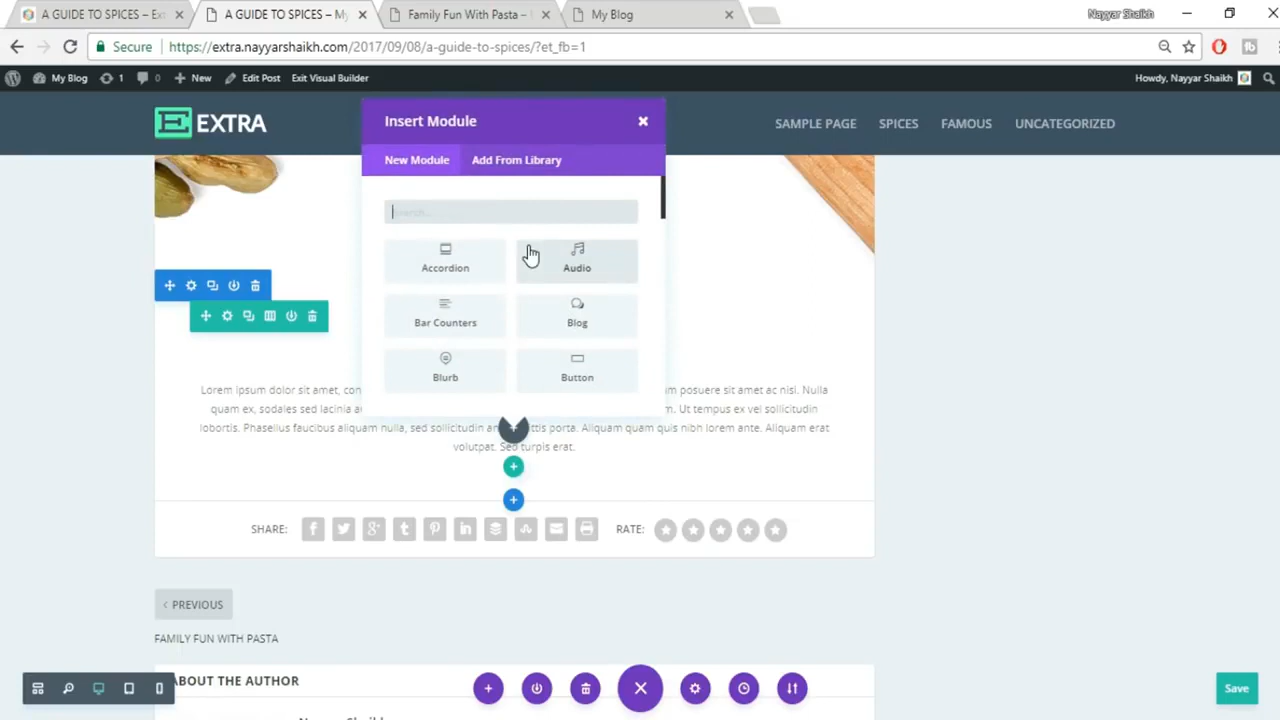 A GUIDE TO SPICES – Ex
A GUIDE TO SPICES – My
Family Fun With Pasta –
My Blog
Nayyar Shaikh
Secure
https://extra.nayyarshaikh.com/2017/09/08/a-guide-to-spices/?et_fb=1
My Blog
1
0
New
Edit Post
Exit Visual Builder
Howdy, Nayyar Shaikh
EXTRA
SAMPLE PAGE
SPICES
FAMOUS
UNCATEGORIZED
Insert Module
New Module
Add From Library
Search...
Accordion
Audio
Bar Counters
Blog
Blurb
Button
Lorem ipsum dolor sit amet, con m posuere sit amet ac nisi. Nulla
quam ex, sodales sed lacinia a . Ut tempus ex vel sollicitudin
lobortis. Phasellus faucibus aliquam nulla, sed sollicitudin an ttis porta. Aliquam quam quis nibh lorem ante. Aliquam erat
volutpat. Sed turpis erat.
SHARE:
RATE:
PREVIOUS
FAMILY FUN WITH PASTA
ABOUT THE AUTHOR
Nayyar Shaikh
Save